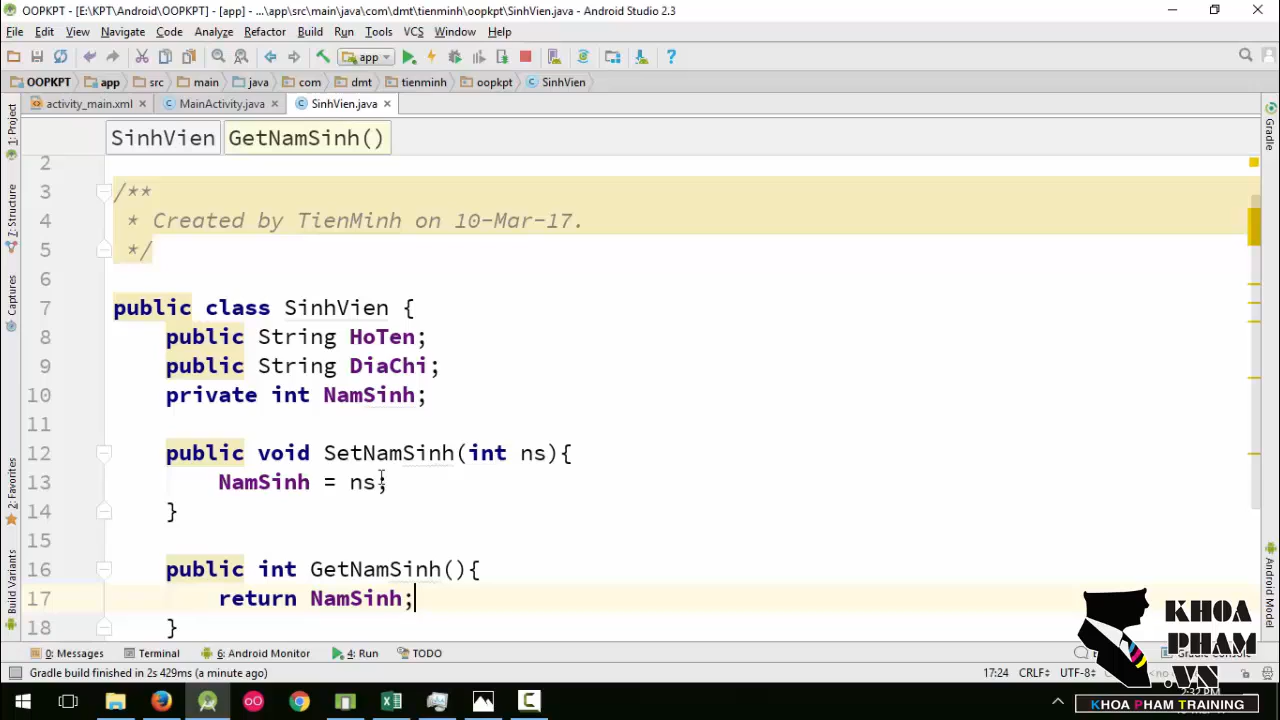 OOPKPT - [E:\KPT\Android\OOPKPT] - [app] - ...\app\src\main\java\com\dmt\tienminh\oopkpt\SinhVien.java - Android Studio 2.3
File Edit View Navigate Code Analyze Refactor Build Run Tools VCS Window Help
app
OOPKPT app src main java com dmt tienminh oopkpt SinhVien
activity_main.xml MainActivity.java SinhVien.java
1: Project
7: Structure
Captures
2: Favorites
Build Variants
Gradle
Android Model
SinhVien GetNamSinh()
2
3 /**
4 * Created by TienMinh on 10-Mar-17.
5 */
6
7 public class SinhVien {
8 public String HoTen;
9 public String DiaChi;
10 private int NamSinh;
11
12 public void SetNamSinh(int ns){
13 NamSinh = ns;
14 }
15
16 public int GetNamSinh(){
17 return NamSinh;
18 }
0: Messages Terminal 6: Android Monitor 4: Run TODO
Gradle build finished in 2s 429ms (a minute ago) 17:24 CRLF÷ UTF-8÷
KHOA
PHAM
VN
2:32 PM
KHOA PHAM TRAINING